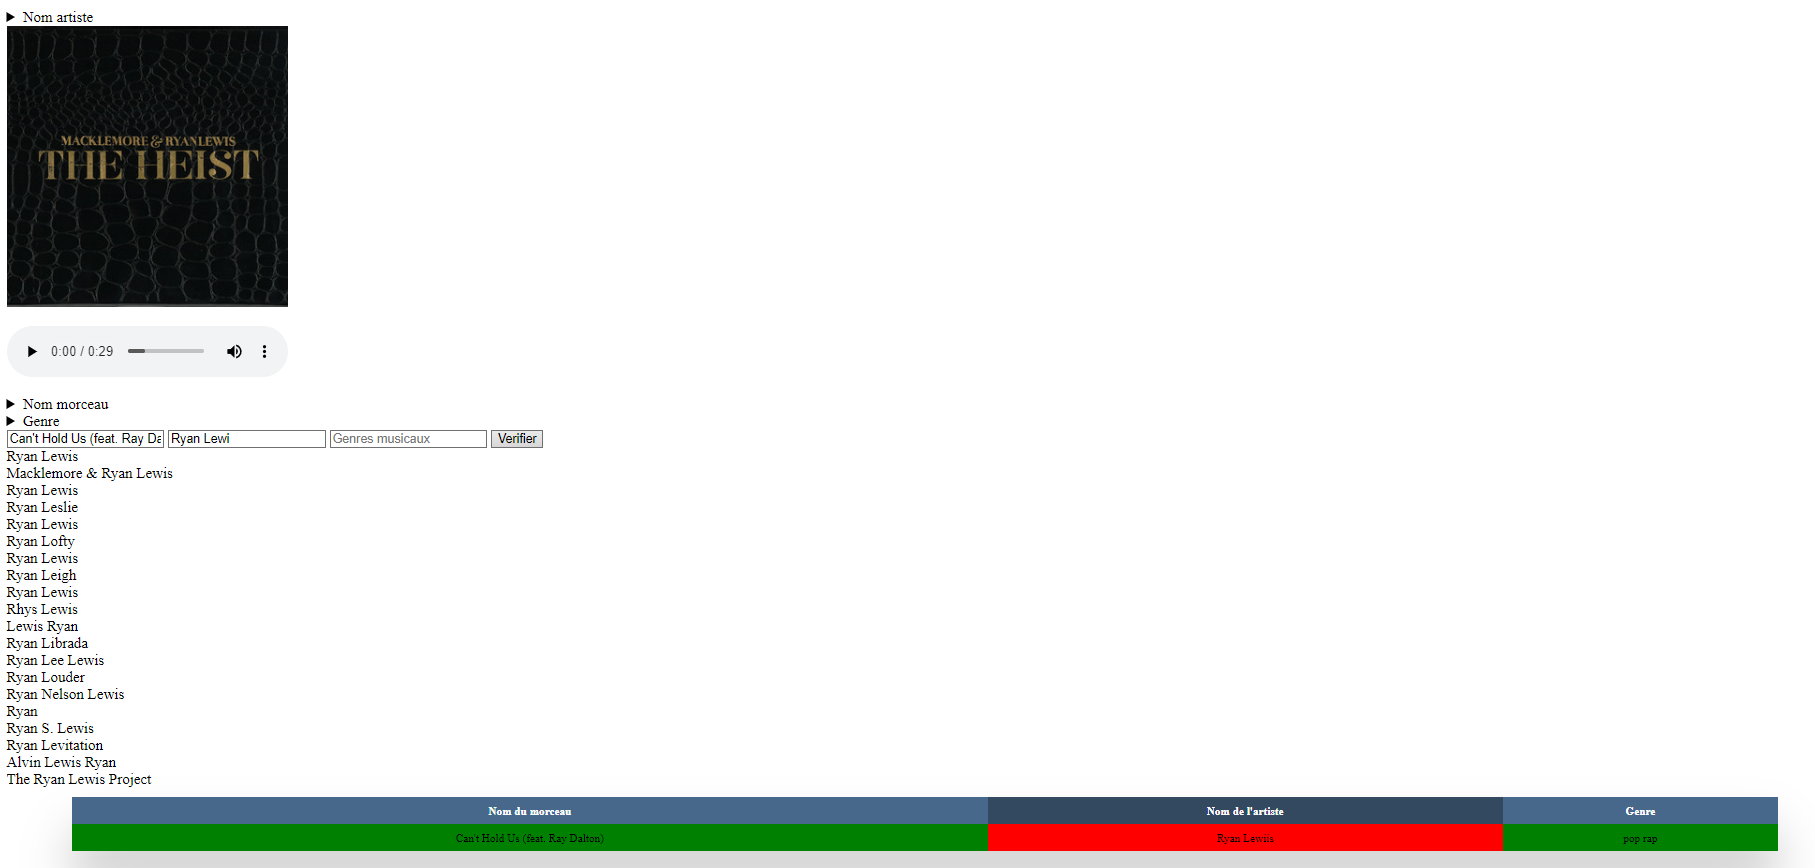 Nom artiste
MACKLEMORE & RYAN LEWIS
THE HEIST
0:00 / 0:29
Nom morceau
Genre
Can't Hold Us (feat. Ray Da Ryan Lewi Genres musicaux Verifier
Ryan Lewis
Macklemore & Ryan Lewis
Ryan Lewis
Ryan Leslie
Ryan Lewis
Ryan Lofty
Ryan Lewis
Ryan Leigh
Ryan Lewis
Rhys Lewis
Lewis Ryan
Ryan Librada
Ryan Lee Lewis
Ryan Louder
Ryan Nelson Lewis
Ryan
Ryan S. Lewis
Ryan Levitation
Alvin Lewis Ryan
The Ryan Lewis Project
Nom du morceau Nom de l'artiste Genre
Can't Hold Us (feat. Ray Dalton) Ryan Lewiis pop rap